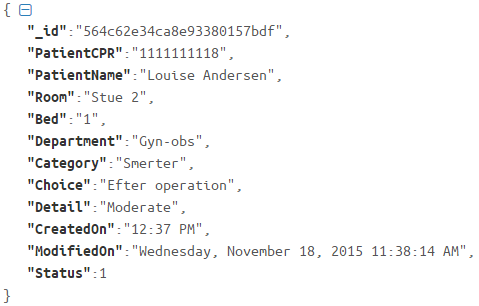 {
"_id":"564c62e34ca8e93380157bdf",
"PatientCPR":"1111111118",
"PatientName":"Louise Andersen",
"Room":"Stue 2",
"Bed":"1",
"Department":"Gyn-obs",
"Category":"Smerter",
"Choice":"Efter operation",
"Detail":"Moderate",
"CreatedOn":"12:37 PM",
"ModifiedOn":"Wednesday, November 18, 2015 11:38:14 AM",
"Status":1
}